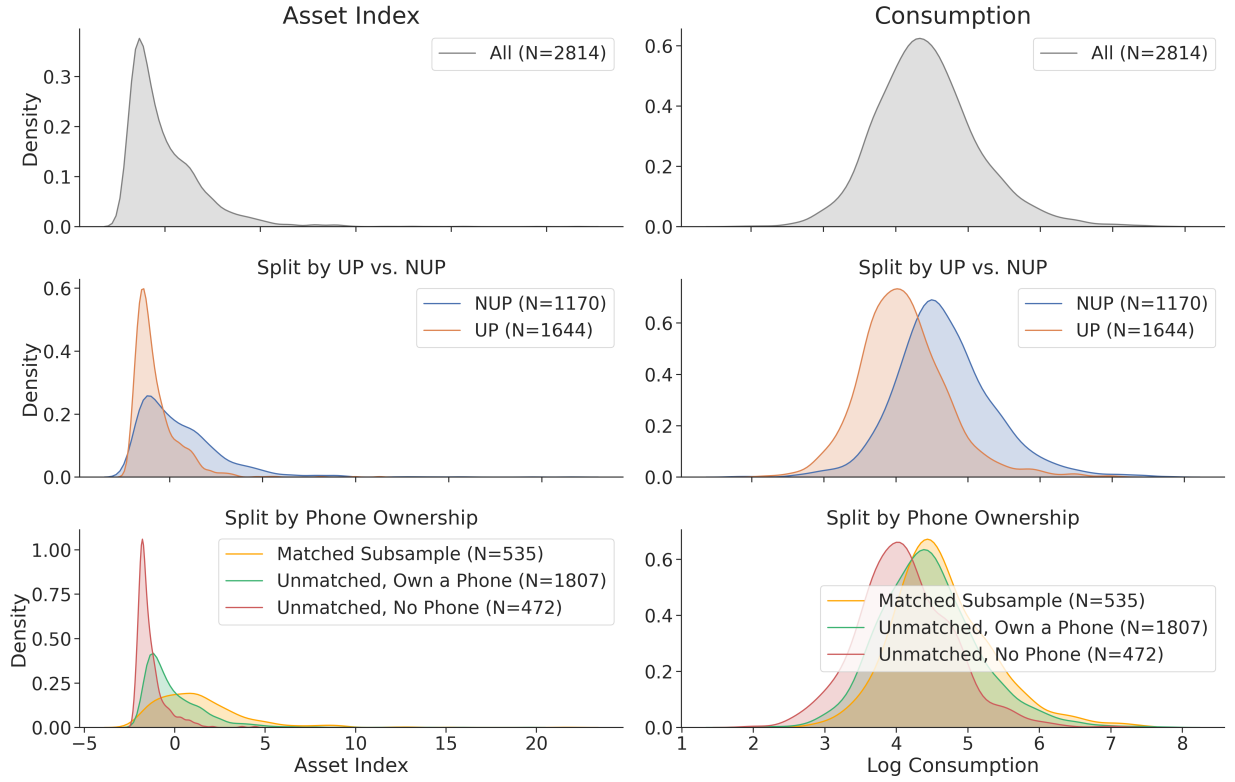 Asset Index
Consumption
All (N=2814)
0.3
0.2
0.1
0.0
Density
All (N=2814)
0.6
0.4
0.2
0.0
Split by UP vs. NUP
NUP (N=1170)
UP (N=1644)
0.6
0.4
0.2
0.0
Density
Split by UP vs. NUP
NUP (N=1170)
UP (N=1644)
0.6
0.4
0.2
0.0
Split by Phone Ownership
Matched Subsample (N=535)
Unmatched, Own a Phone (N=1807)
Unmatched, No Phone (N=472)
1.00
0.75
0.50
0.25
0.00
Density
−5 0 5 10 15 20
Asset Index
Split by Phone Ownership
Matched Subsample (N=535)
Unmatched, Own a Phone (N=1807)
Unmatched, No Phone (N=472)
0.6
0.4
0.2
0.0
1 2 3 4 5 6 7 8
Log Consumption